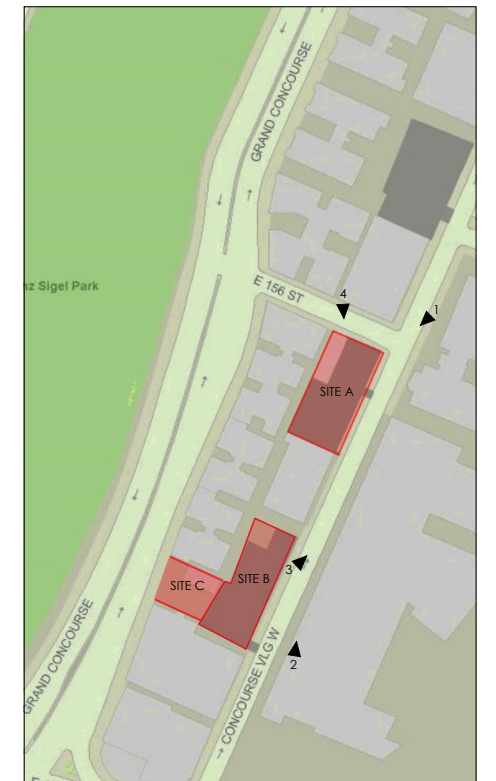 GRAND CONCOURSE
nz Sigel Park
E 156 ST
4
1
SITE A
3
SITE B
SITE C
2
GRAND CONCOURSE
CONCOURSE VLG W